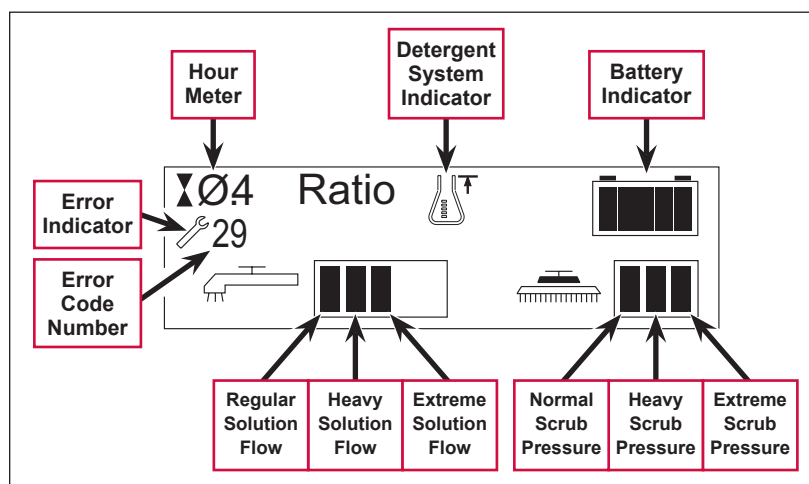 Hour
Meter
Detergent
System
Indicator
Battery
Indicator
Ø.4 Ratio
Error
Indicator
29
Error
Code
Number
Regular
Solution
Flow
Heavy
Solution
Flow
Extreme
Solution
Flow
Normal
Scrub
Pressure
Heavy
Scrub
Pressure
Extreme
Scrub
Pressure